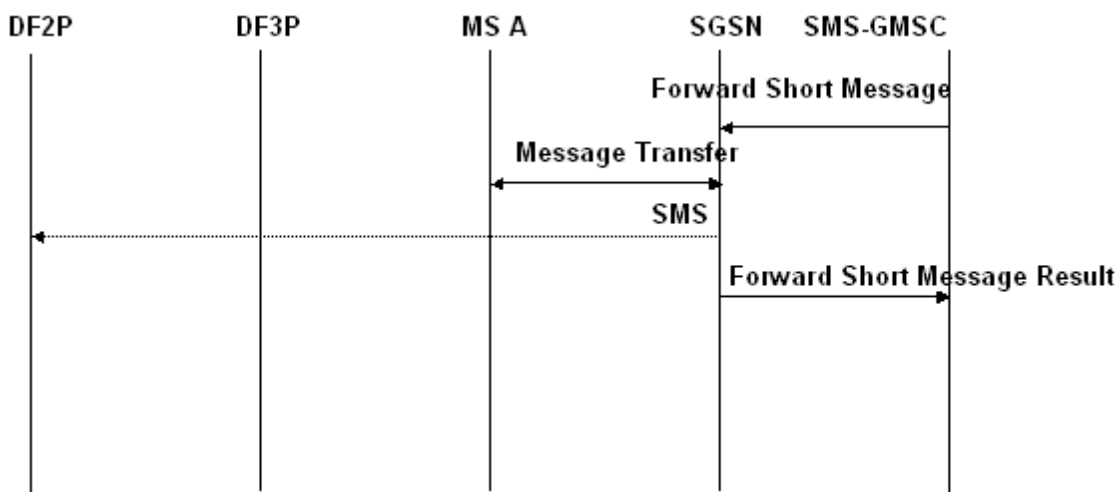 DF2P DF3P MS A SGSN SMS-GMSC
Forward Short Message
Message Transfer
SMS
Forward Short Message Result